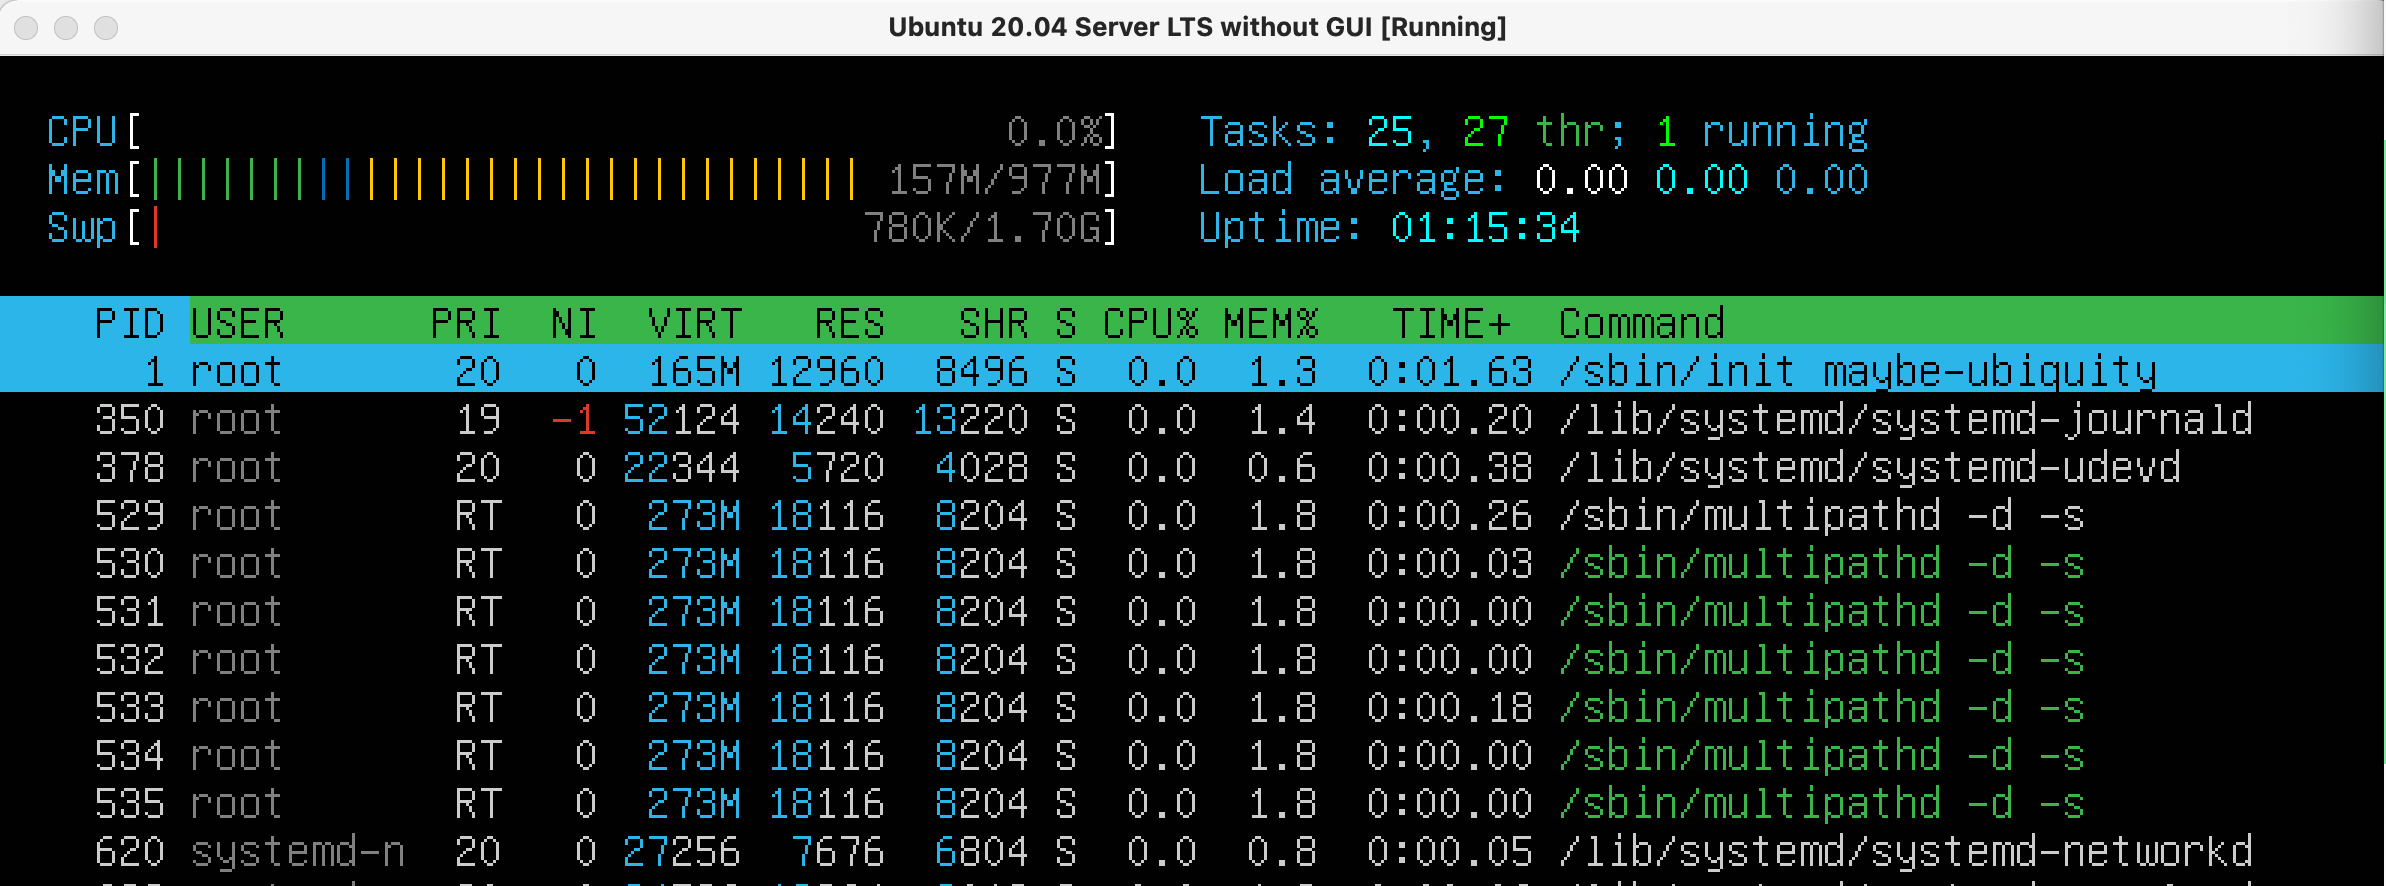 Ubuntu 20.04 Server LTS without GUI [Running]
CPU[ 0.0%] Tasks: 25, 27 thr; 1 running
Mem[||||||||||||||||||||||||||||||157M/977M] Load average: 0.00 0.00 0.00
Swp[| 780K/1.70G] Uptime: 01:15:34
PID USER PRI NI VIRT RES SHR S CPU% MEM% TIME+ Command
1 root 20 0 165M 12960 8496 S 0.0 1.3 0:01.63 /sbin/init maybe-ubiquity
350 root 19 -1 52124 14240 13220 S 0.0 1.4 0:00.20 /lib/systemd/systemd-journald
378 root 20 0 22344 5720 4028 S 0.0 0.6 0:00.38 /lib/systemd/systemd-udevd
529 root RT 0 273M 18116 8204 S 0.0 1.8 0:00.26 /sbin/multipathd -d -s
530 root RT 0 273M 18116 8204 S 0.0 1.8 0:00.03 /sbin/multipathd -d -s
531 root RT 0 273M 18116 8204 S 0.0 1.8 0:00.00 /sbin/multipathd -d -s
532 root RT 0 273M 18116 8204 S 0.0 1.8 0:00.00 /sbin/multipathd -d -s
533 root RT 0 273M 18116 8204 S 0.0 1.8 0:00.18 /sbin/multipathd -d -s
534 root RT 0 273M 18116 8204 S 0.0 1.8 0:00.00 /sbin/multipathd -d -s
535 root RT 0 273M 18116 8204 S 0.0 1.8 0:00.00 /sbin/multipathd -d -s
620 systemd-n 20 0 27256 7676 6804 S 0.0 0.8 0:00.05 /lib/systemd/systemd-networkd